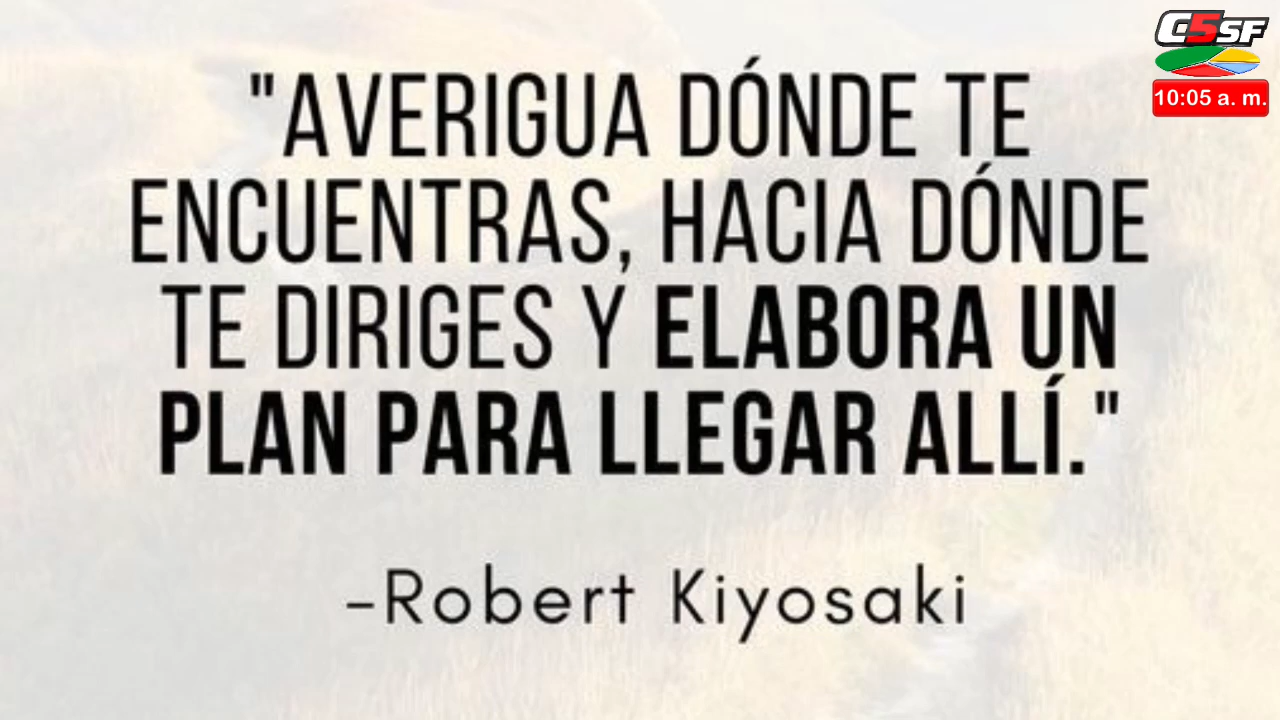 C5SF
10:05 a. m.
"AVERIGUA DÓNDE TE
ENCUENTRAS, HACIA DÓNDE
TE DIRIGES Y ELABORA UN
PLAN PARA LLEGAR ALLÍ."
-Robert Kiyosaki